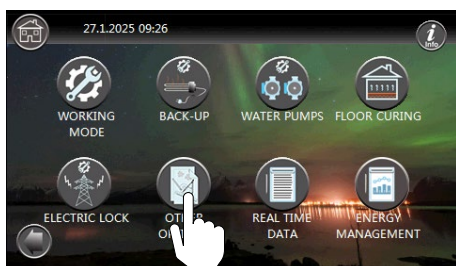 27.1.2025 09:26
Info
WORKING
MODE
BACK-UP
WATER PUMPS
FLOOR CURING
ELECTRIC LOCK
REAL TIME
DATA
ENERGY
MANAGEMENT